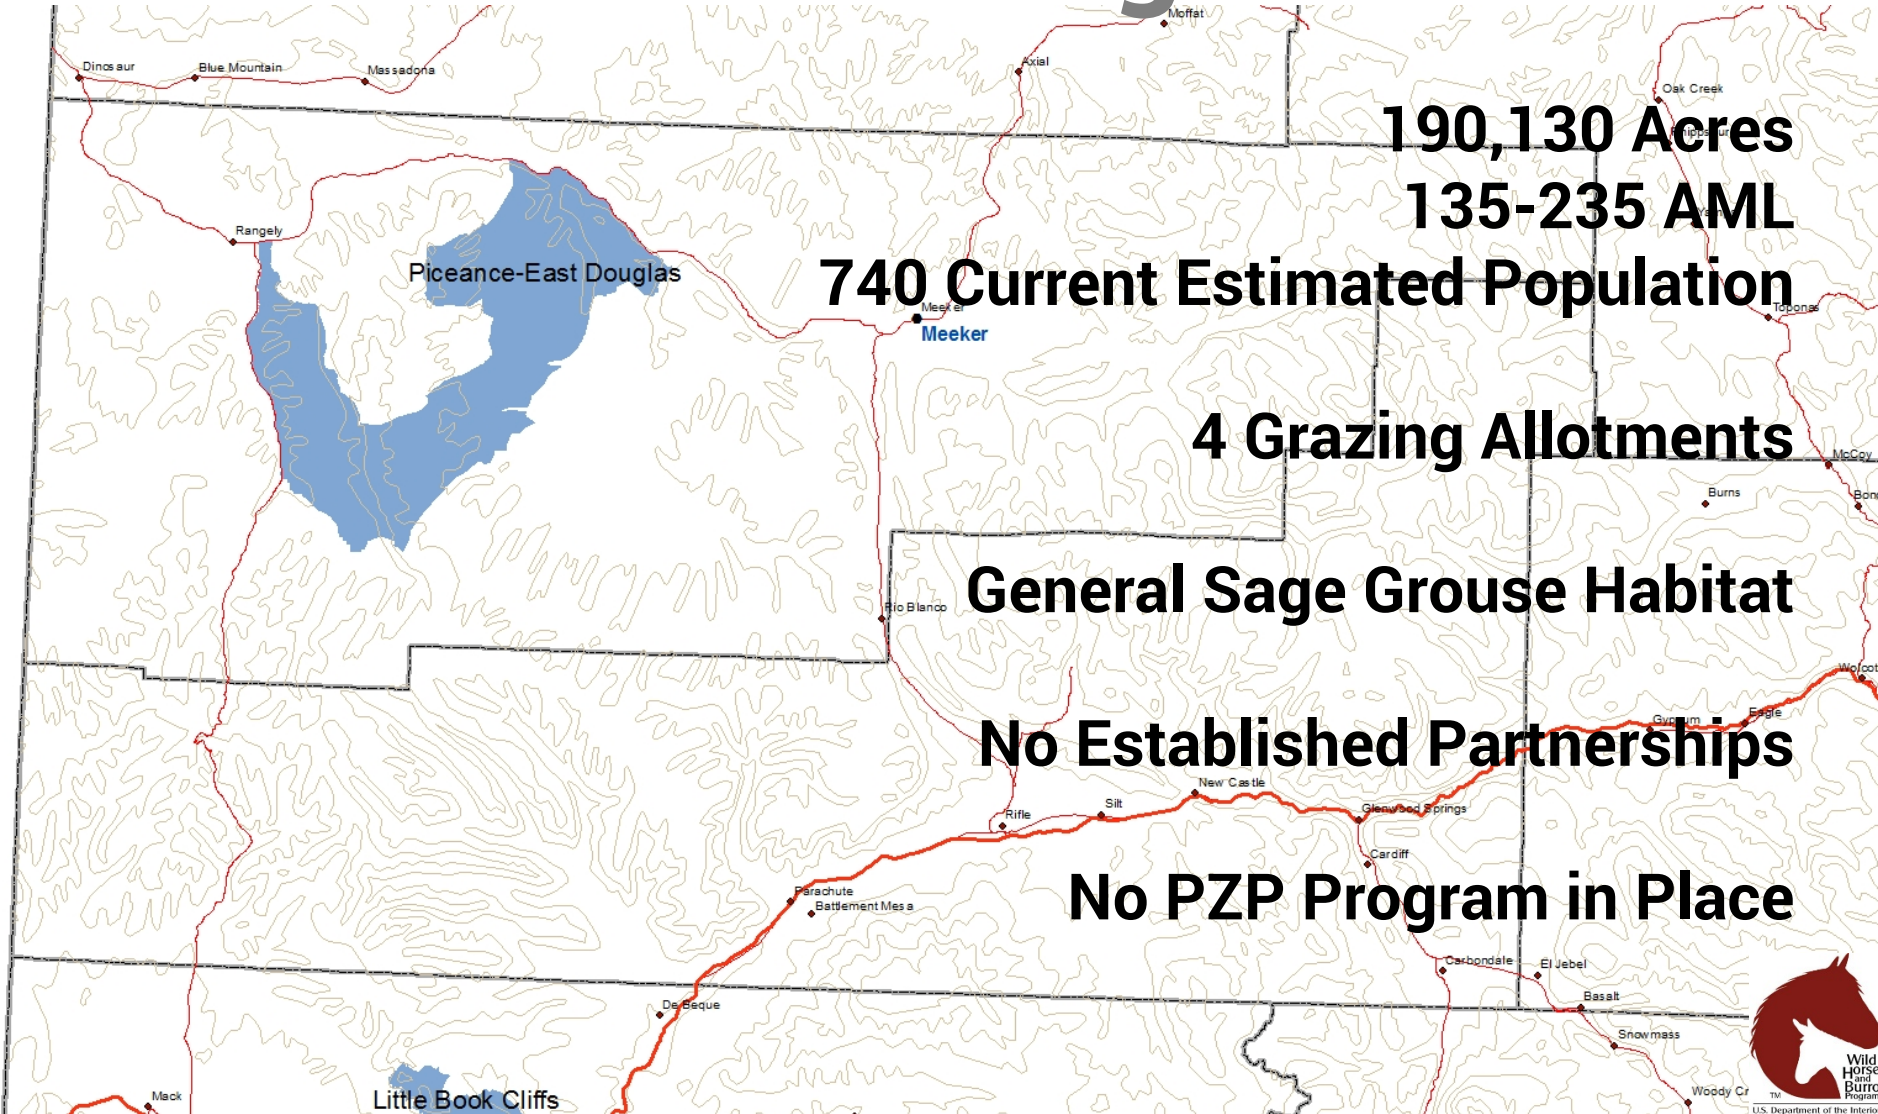 Moffat
Dinosaur
Blue Mountain
Massadona
Axial
Oak Creek
190,130 Acres
135-235 AML
Rangely
Piceance-East Douglas
740 Current Estimated Population
Meeker
Meeker
Toponas
4 Grazing Allotments
McCoy
Burns
General Sage Grouse Habitat
Rio Blanco
Wolcot
No Established Partnerships
Gypsum
Eagle
New Castle
Silt
Glenwood Springs
Rifle
Cardiff
Parachute
Battlement Mesa
No PZP Program in Place
Carbondale
El Jebel
Basalt
De Beque
Snowmass
Little Book Cliffs
Mack
Woody Cr
Wild
Horse
and
Burro
Program
TM
U.S. Department of the Interior